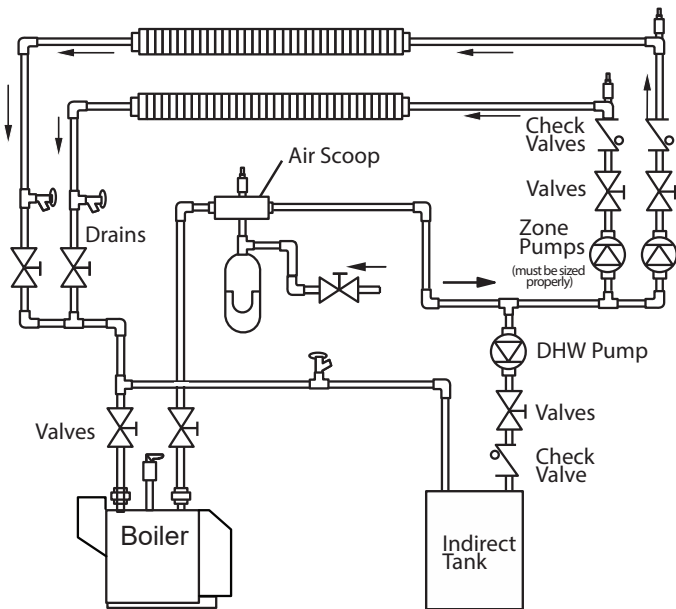 Check
Valves
Air Scoop
Valves
Drains
Zone
Pumps
(must be sized
properly)
DHW Pump
Valves
Valves
Check
Valve
Boiler
Indirect
Tank